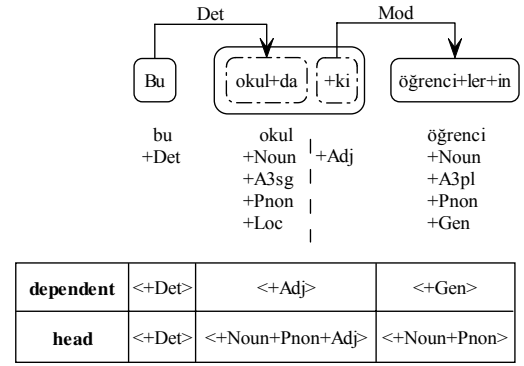 Det Mod
Bu okul+da +ki öğrenci+ler+in
bu okul öğrenci
+Det +Noun +Adj +Noun
+A3sg +A3pl
+Pnon +Pnon
+Loc +Gen
dependent <+Det> <+Adj> <+Gen>
head <+Det> <+Noun+Pnon+Adj> <+Noun+Pnon>